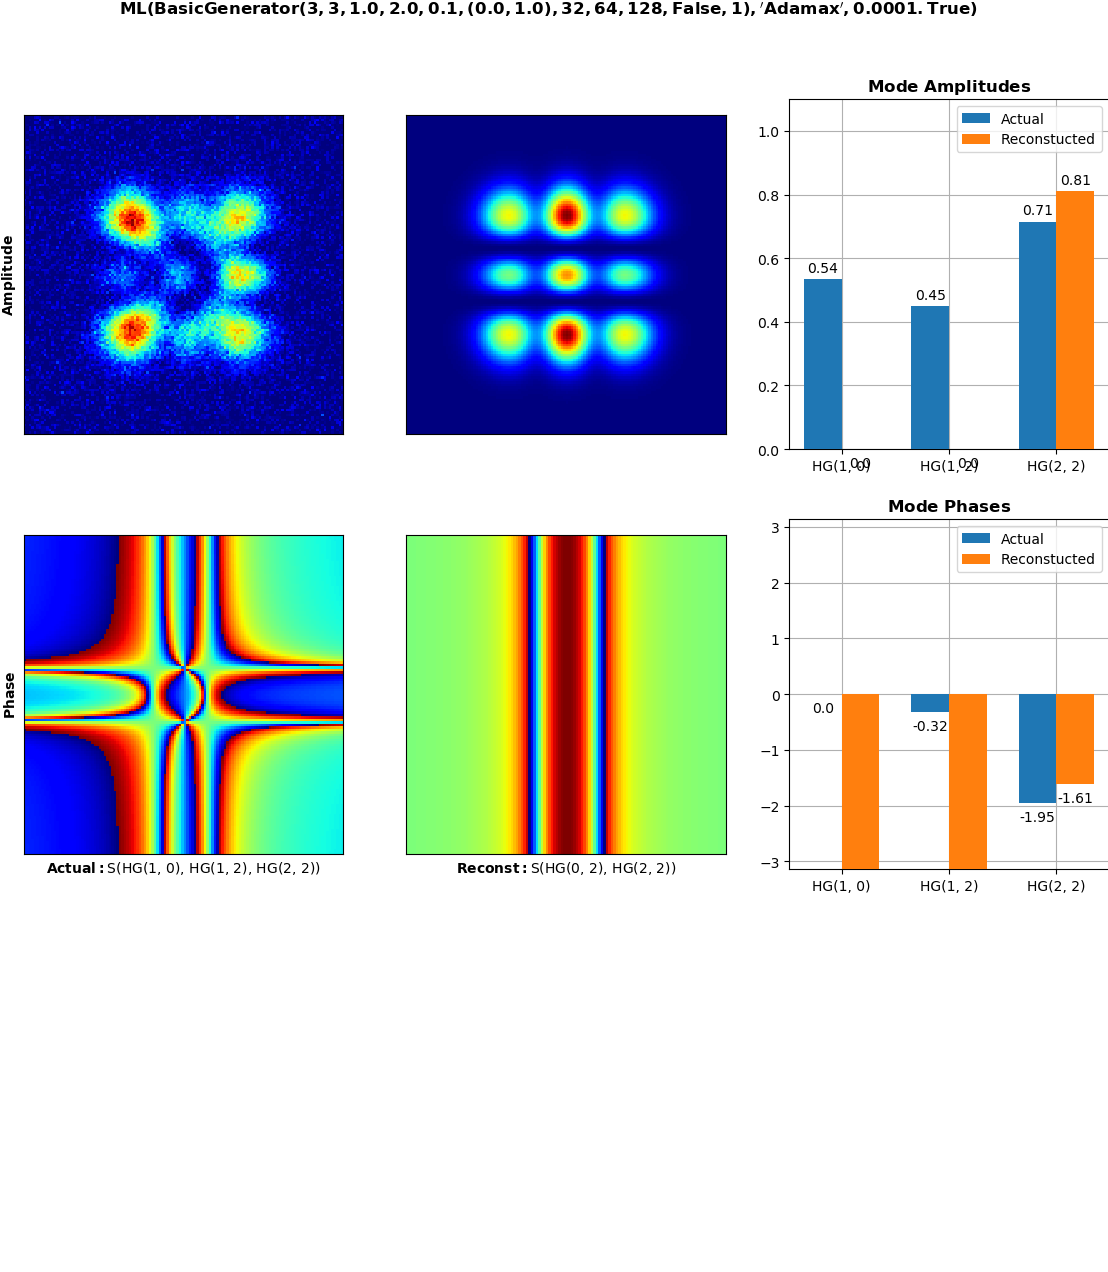 ML(BasicGenerator(3, 3, 1.0, 2.0, 0.1, (0.0, 1.0), 32, 64, 128, False, 1), ′Adamax′, 0.0001. True)
Mode Amplitudes
Amplitude
Actual
Reconstucted
1.0
0.8
0.6
0.4
0.2
0.0
0.54
0.0
0.45
0.0
0.71
0.81
HG(1, 0)
HG(1, 2)
HG(2, 2)
Mode Phases
Phase
Actual
Reconstucted
3
2
1
0
−1
−2
−3
0.0
-0.32
-1.95
-1.61
HG(1, 0)
HG(1, 2)
HG(2, 2)
Actual: S(HG(1, 0), HG(1, 2), HG(2, 2))
Reconst: S(HG(0, 2), HG(2, 2))